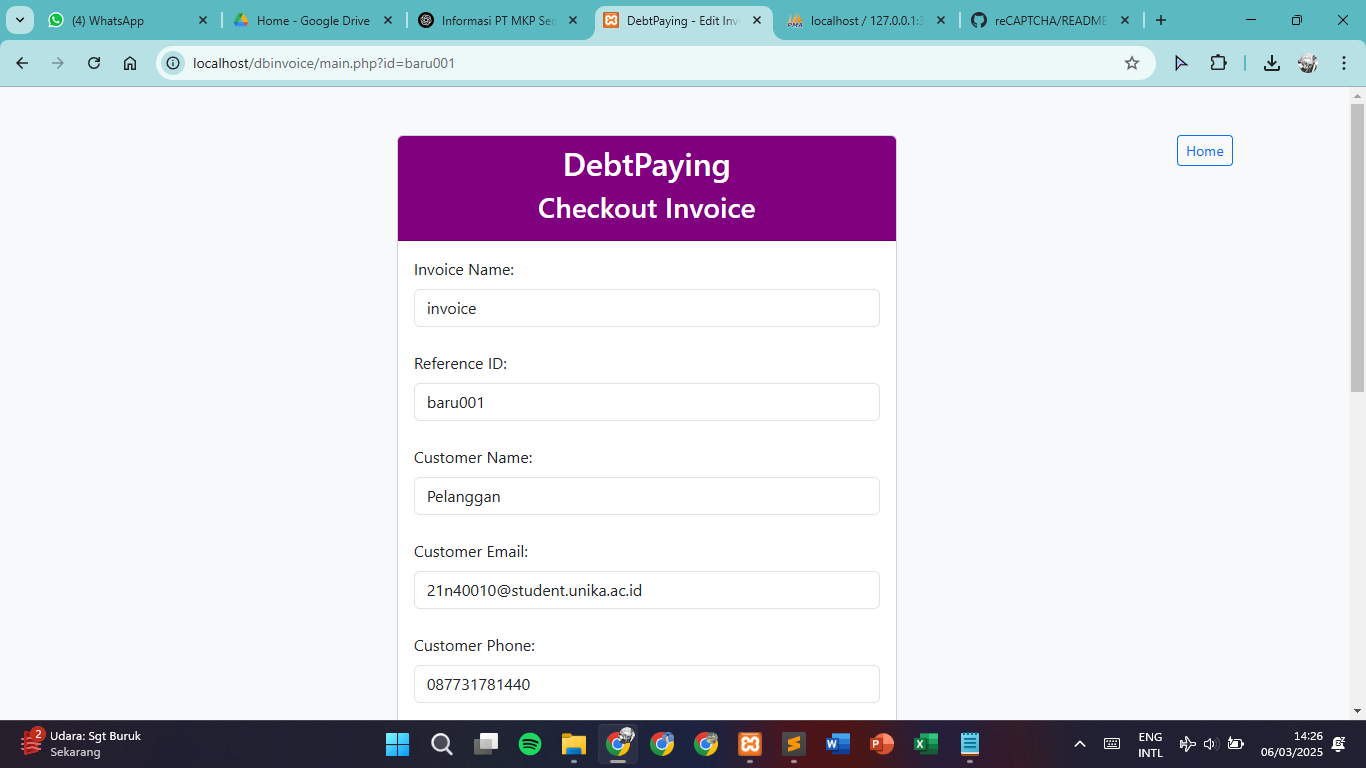 (4) WhatsApp
Home - Google Drive
Informasi PT MKP Ser
DebtPaying - Edit Inv
localhost / 127.0.0.1:3
reCAPTCHA/README
localhost/dbinvoice/main.php?id=baru001
DebtPaying
Checkout Invoice
Home
Invoice Name:
invoice
Reference ID:
baru001
Customer Name:
Pelanggan
Customer Email:
21n40010@student.unika.ac.id
Customer Phone:
087731781440
2
Udara: Sgt Buruk
Sekarang
ENG
INTL
14:26
06/03/2025